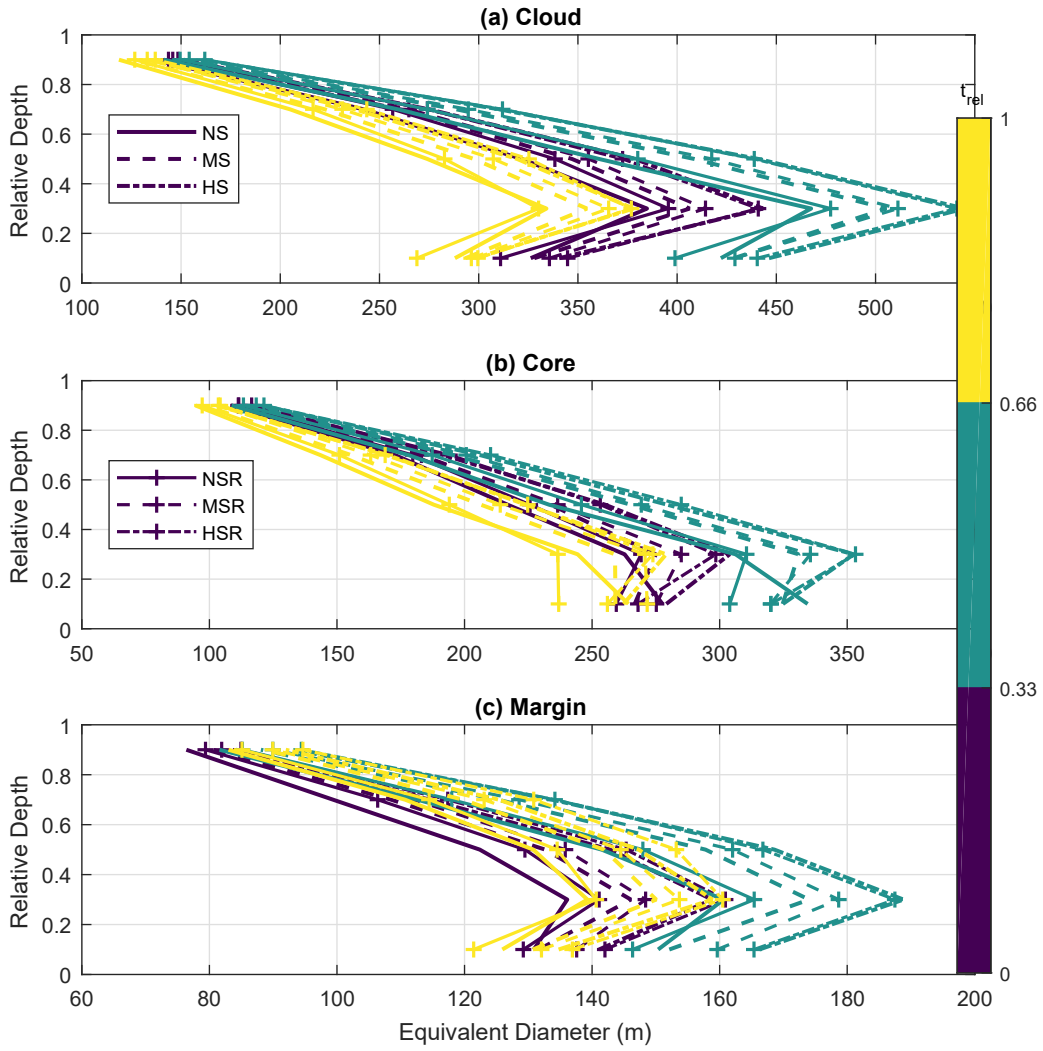 (a) Cloud
1
0.8
0.6
0.4
0.2
0
Relative Depth
NS
MS
HS
100 150 200 250 300 350 400 450 500 5
(b) Core
1
0.8
0.6
0.4
0.2
0
Relative Depth
NSR
MSR
HSR
50 100 150 200 250 300 350
(c) Margin
1
0.8
0.6
0.4
0.2
0
Relative Depth
60 80 100 120 140 160 180 200
Equivalent Diameter (m)
t_rel
1
0.66
0.33
0